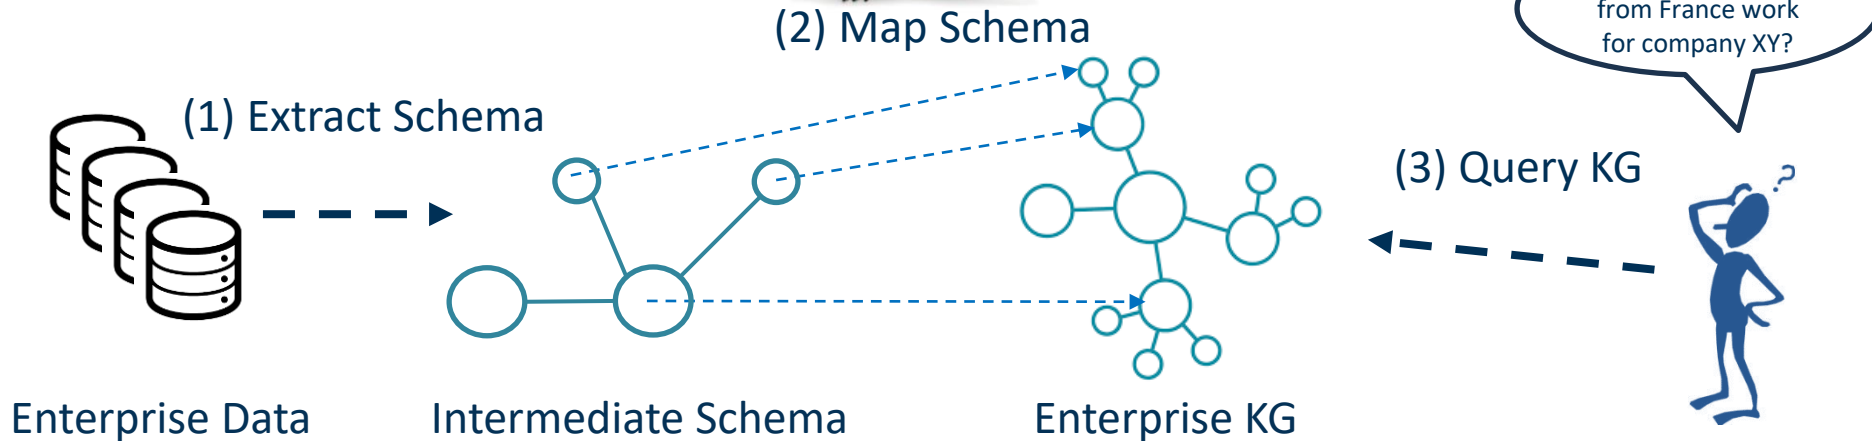 (2) Map Schema
from France work
for company XY?
(1) Extract Schema
(3) Query KG
?
Enterprise Data
Intermediate Schema
Enterprise KG